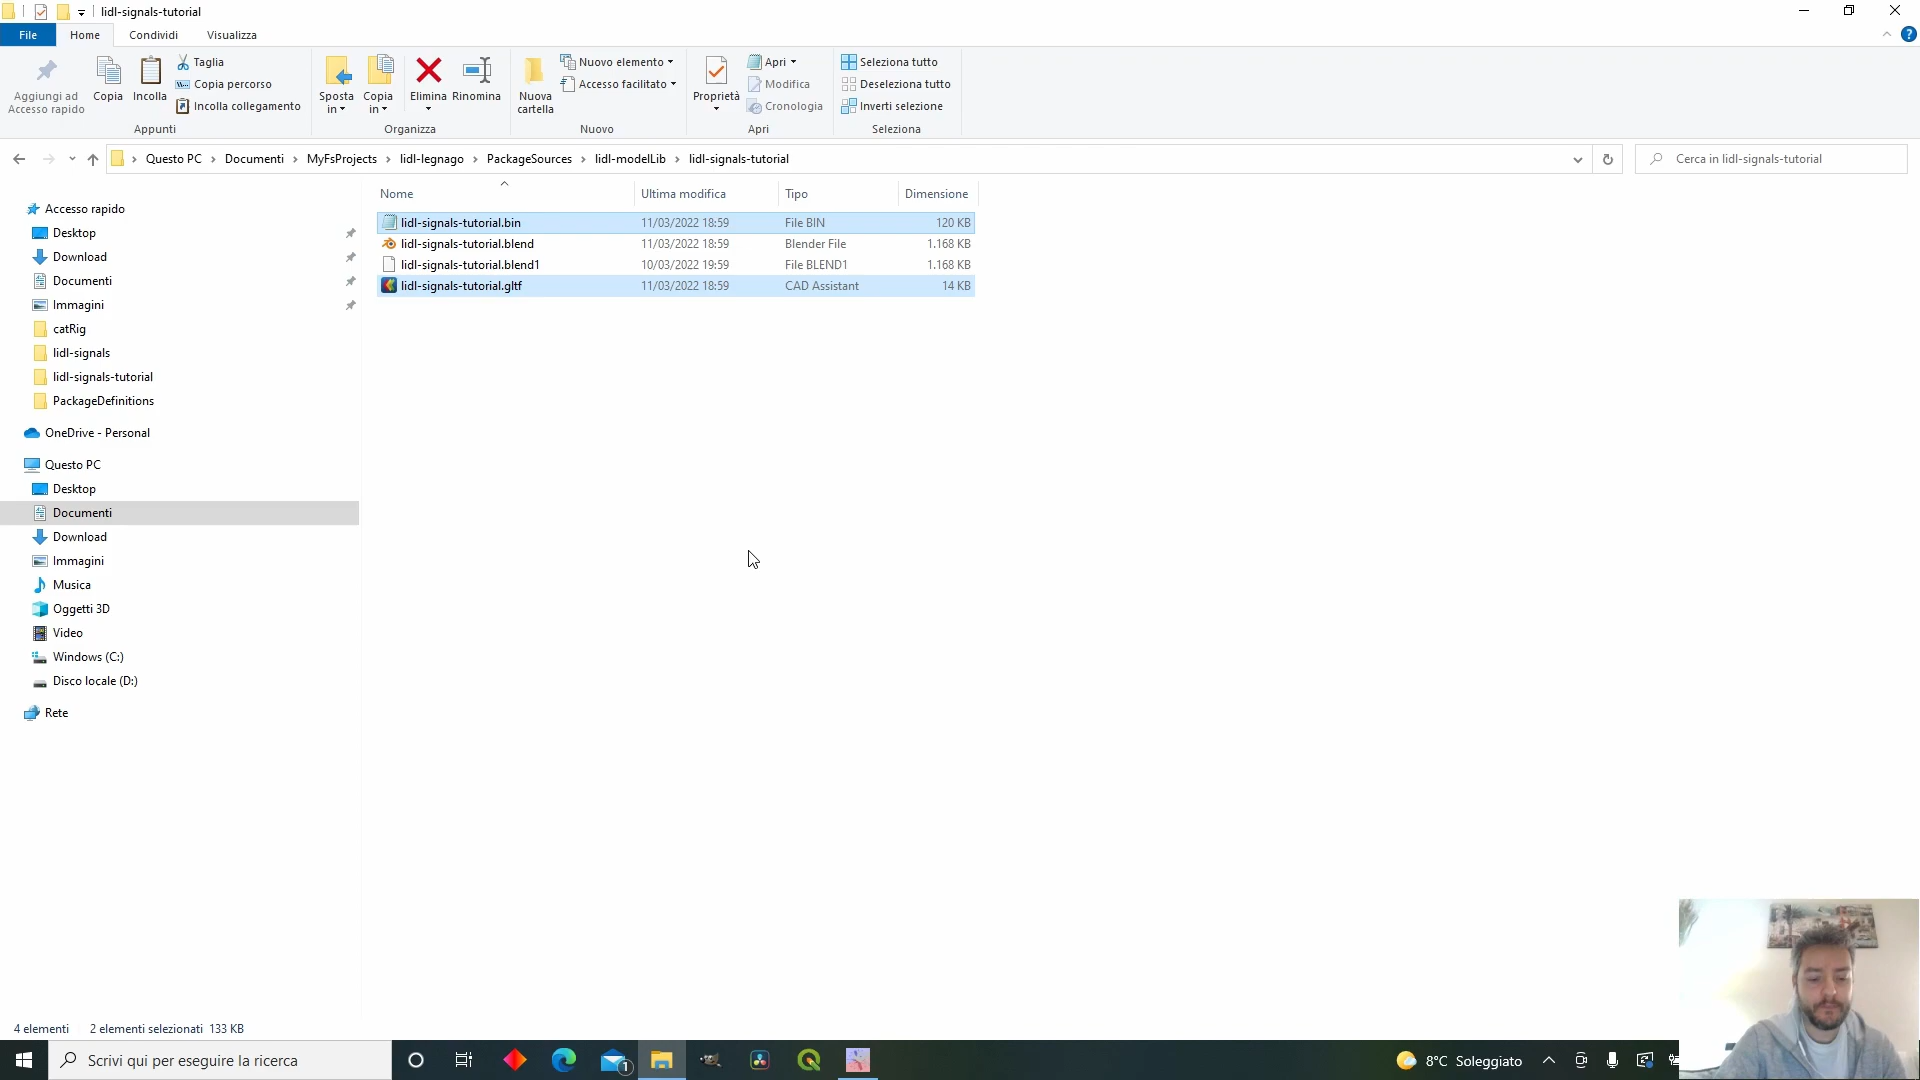 lidl-signals-tutorial
File Home Condividi Visualizza
Aggiungi ad
Accesso rapido
Copia
Incolla
Taglia
Copia percorso
Incolla collegamento
Appunti
Sposta
in
Copia
in
Elimina
Rinomina
Organizza
Nuova
cartella
Nuovo elemento
Accesso facilitato
Nuovo
Proprietà
Apri
Modifica
Cronologia
Apri
Seleziona tutto
Deseleziona tutto
Inverti selezione
Seleziona
Questo PC > Documenti > MyFsProjects > lidl-legnago > PackageSources > lidl-modelLib > lidl-signals-tutorial
Cerca in lidl-signals-tutorial
Accesso rapido
Desktop
Download
Documenti
Immagini
catRig
lidl-signals
lidl-signals-tutorial
PackageDefinitions
OneDrive - Personal
Questo PC
Desktop
Documenti
Download
Immagini
Musica
Oggetti 3D
Video
Windows (C:)
Disco locale (D:)
Rete
Nome Ultima modifica Tipo Dimensione
lidl-signals-tutorial.bin 11/03/2022 18:59 File BIN 120 KB
lidl-signals-tutorial.blend 11/03/2022 18:59 Blender File 1.168 KB
lidl-signals-tutorial.blend1 10/03/2022 19:59 File BLEND1 1.168 KB
lidl-signals-tutorial.gltf 11/03/2022 18:59 CAD Assistant 14 KB
4 elementi 2 elementi selezionati 133 KB
Scrivi qui per eseguire la ricerca
1
8°C Soleggiato